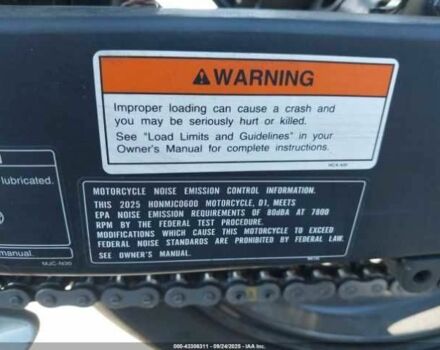 WARNING
Improper loading can cause a crash and
you may be seriously hurt or killed.
See "Load Limits and Guidelines" in your
Owner's Manual for complete instructions.
lubricated.
manual.
MOTORCYCLE NOISE EMISSION CONTROL INFORMATION.
THIS 2025 HONMJC0600 MOTORCYCLE, D1, MEETS
EPA NOISE EMISSION REQUIREMENTS OF 80dBA AT 7800
RPM BY THE FEDERAL TEST PROCEDURE.
MODIFICATIONS WHICH CAUSE THIS MOTORCYCLE TO EXCEED
FEDERAL NOISE STANDARDS ARE PROHIBITED BY FEDERAL LAW.
SEE OWNER'S MANUAL.
000-43306311 - 09/24/2025 - IAA Inc.